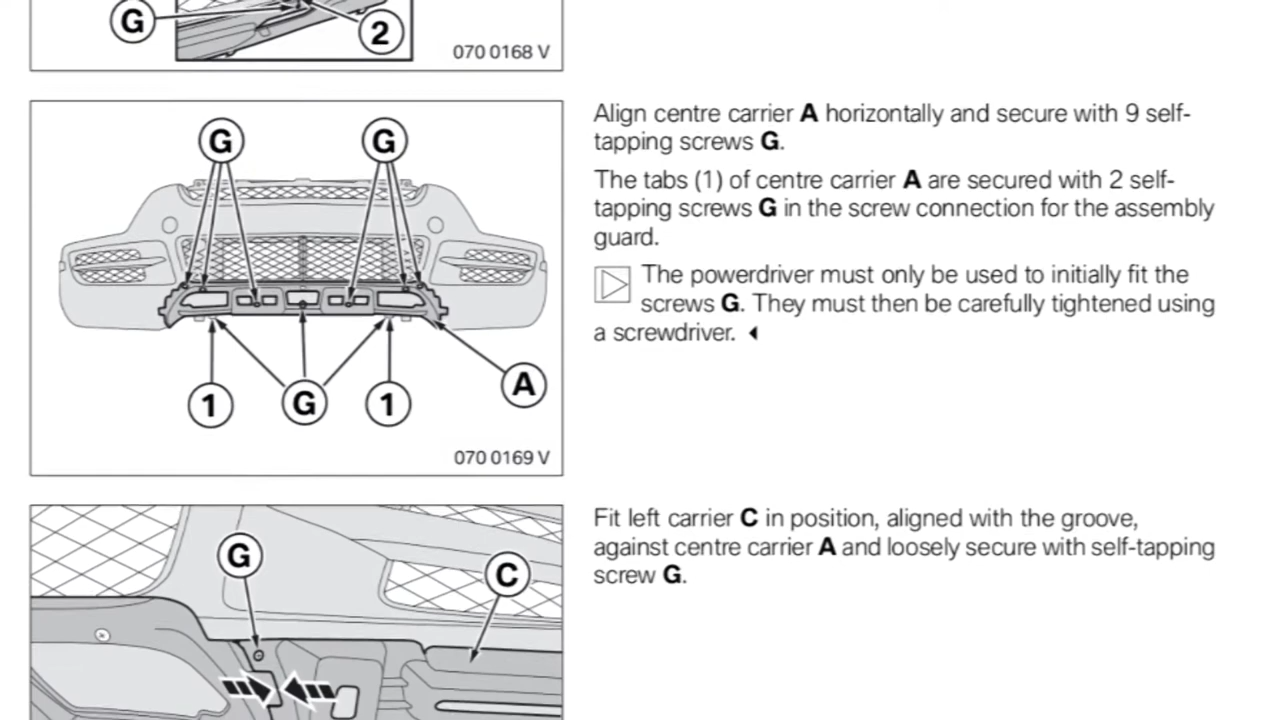 G
2
070 0168 V
G G
1 G 1 A
070 0169 V
Align centre carrier A horizontally and secure with 9 self-
tapping screws G.
The tabs (1) of centre carrier A are secured with 2 self-
tapping screws G in the screw connection for the assembly
guard.
The powerdriver must only be used to initially fit the
screws G. They must then be carefully tightened using
a screwdriver.
G
C
Fit left carrier C in position, aligned with the groove,
against centre carrier A and loosely secure with self-tapping
screw G.